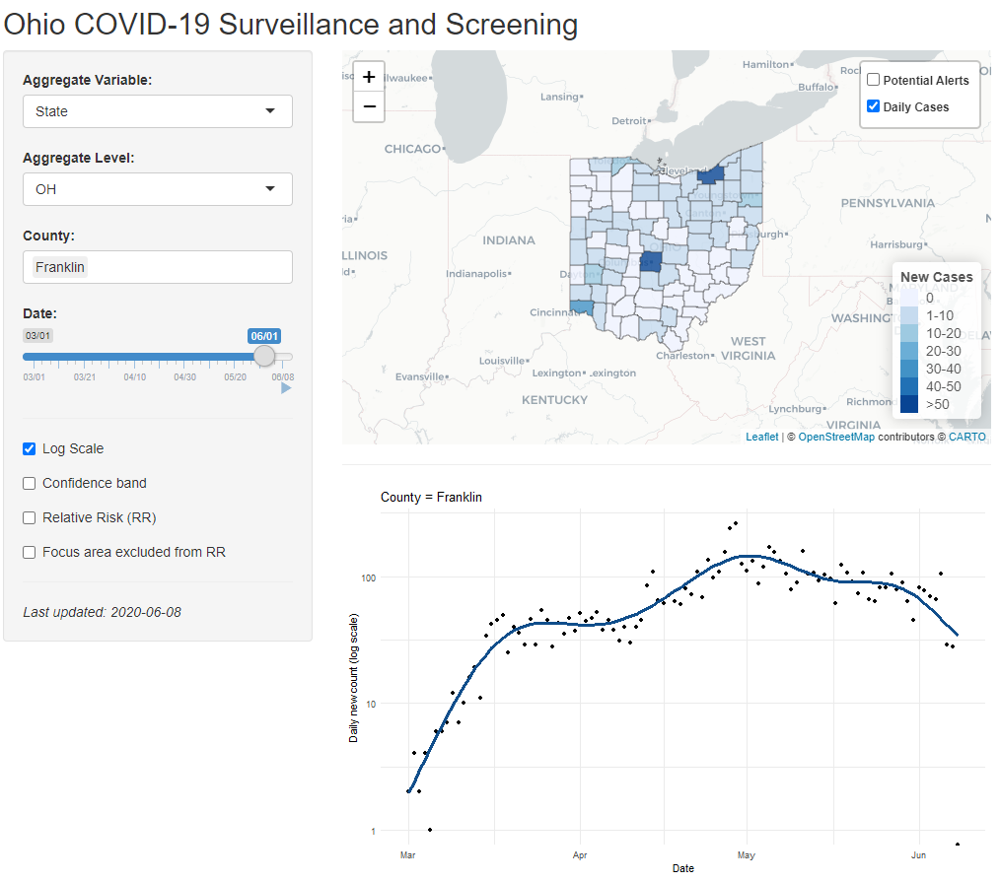 Ohio COVID-19 Surveillance and Screening
Aggregate Variable:
State
Aggregate Level:
OH
County:
Franklin
Date:
03/01
06/01
03/01 03/21 04/10 04/30 05/20 06/08
Log Scale
Confidence band
Relative Risk (RR)
Focus area excluded from RR
Last updated: 2020-06-08
+
−
Potential Alerts
Daily Cases
Hamilton
Lansing
Buffalo
Detroit
CHICAGO
Cleveland
PENNSYLVANIA
INDIANA
Harrisburg
Indianapolis
Cincinnati
WEST
VIRGINIA
Charleston
Louisville
Lexington Lexington
Evansville
KENTUCKY
Lynchburg
Richmond
VIRGINIA
New Cases
0
1-10
10-20
20-30
30-40
40-50
>50
Leaflet | © OpenStreetMap contributors © CARTO
County = Franklin
Daily new count (log scale)
100
10
1
Mar Apr May Jun
Date